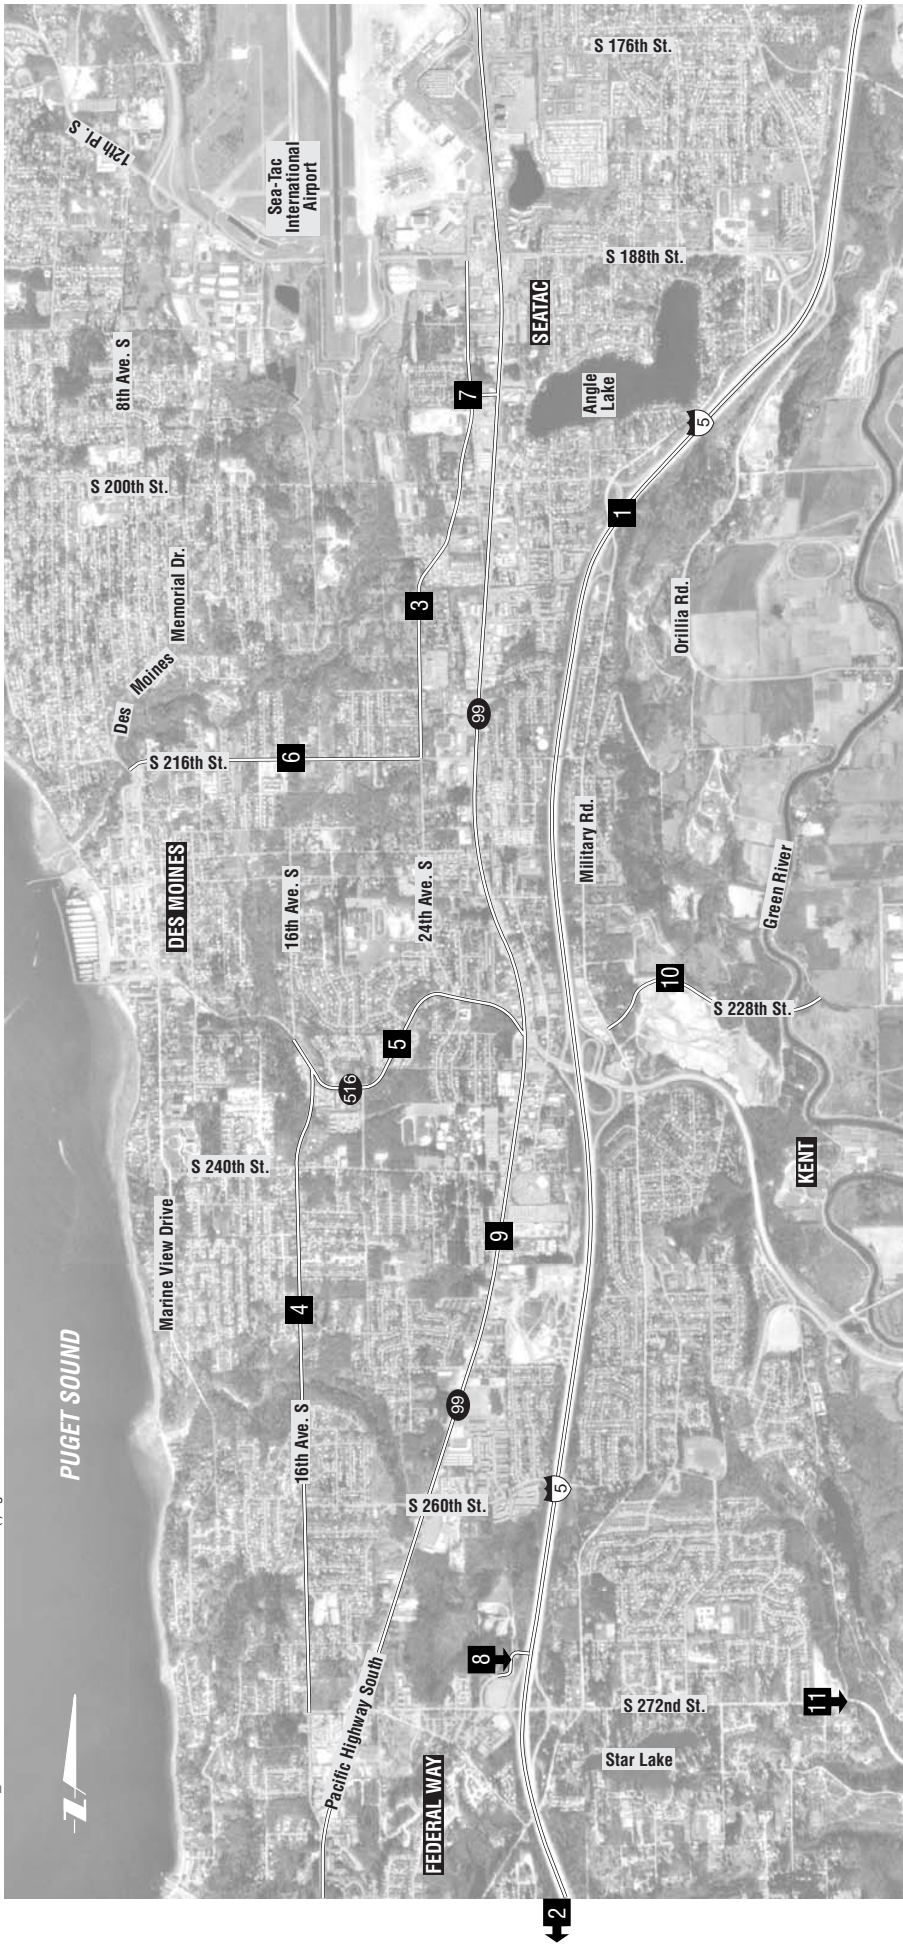 S 176th St.
12th Pl. S
Sea-Tac
International
Airport
S 188th St.
SEATAC
8th Ave. S
7
Angle
Lake
5
S 200th St.
1
Memorial Dr.
3
Orillia Rd.
Moines
Des
99
6
S 216th St.
Military Rd.
DES MOINES
16th Ave. S
24th Ave. S
Green River
10
S 228th St.
5
516
S 240th St.
KENT
Marine View Drive
9
4
PUGET SOUND
99
16th Ave. S
5
S 260th St.
8
Pacific Highway South
S 272nd St.
11
Z
Star Lake
FEDERAL WAY
2